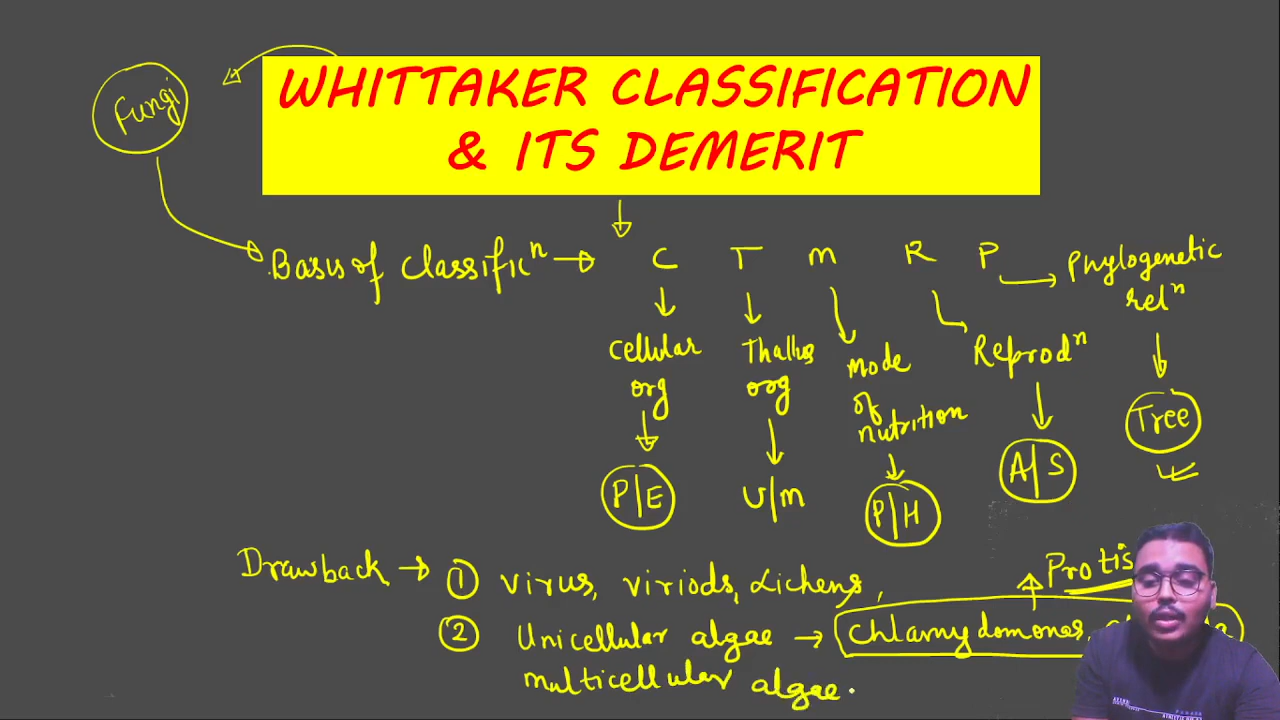 WHITTAKER CLASSIFICATION
& ITS DEMERIT
Fungi
Basis of classificⁿ → C T M R P → Phylogenetic relⁿ
Cellular org
Thallus org
Mode of nutrition
Reprodⁿ
Tree
P|E
U|M
P|H
A|S
Drawback → ① Virus, viriods, Lichens,
② Unicellular algae → Chlamydomonas,
multicellular algae.
Protis